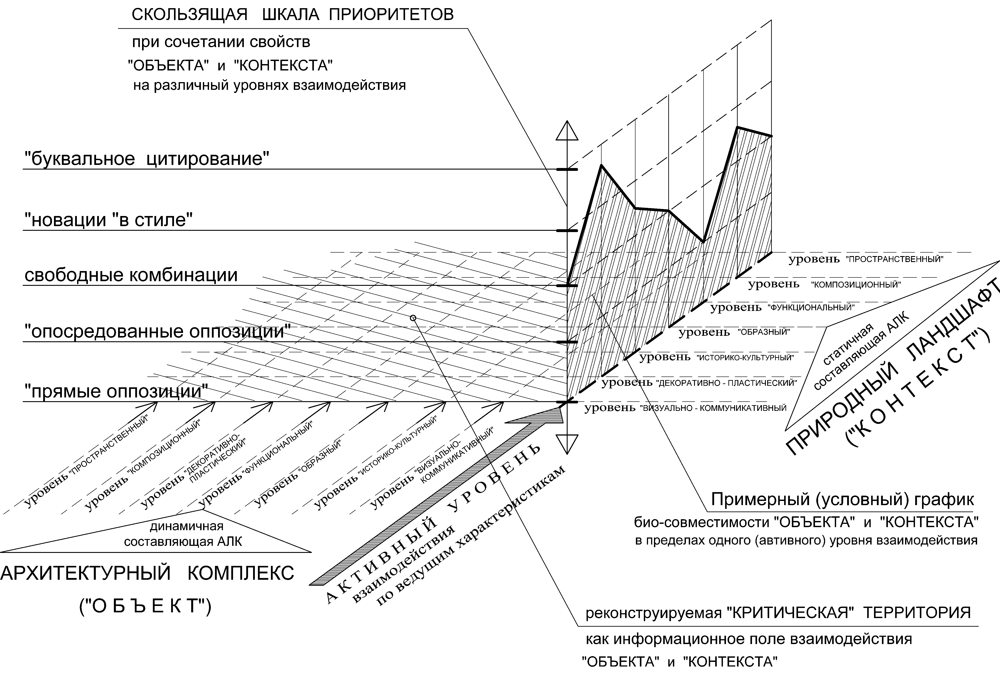 СКОЛЬЗЯЩАЯ ШКАЛА ПРИОРИТЕТОВ
при сочетании свойств
"ОБЪЕКТА" и "КОНТЕКСТА"
на различный уровнях взаимодействия
"буквальное цитирование"
"новации "в стиле"
свободные комбинации
"опосредованные оппозиции"
"прямые оппозиции"
уровень "ПРОСТРАНСТВЕННЫЙ"
уровень "КОМПОЗИЦИОННЫЙ"
уровень "ФУНКЦИОНАЛЬНЫЙ"
уровень "ОБРАЗНЫЙ"
уровень "ИСТОРИКО-КУЛЬТУРНЫЙ"
уровень "ДЕКОРАТИВНО - ПЛАСТИЧЕСКИЙ"
уровень "ВИЗУАЛЬНО - КОММУНИКАТИВНЫЙ
статичная
составляющая АЛК
ПРИРОДНЫЙ ЛАНДШАФТ
("К О Н Т Е К С Т")
уровень "ПРОСТРАНСТВЕННЫЙ"
уровень "КОМПОЗИЦИОННЫЙ"
уровень "ДЕКОРАТИВНО-
ПЛАСТИЧЕСКИЙ"
уровень "ФУНКЦИОНАЛЬНЫЙ"
уровень "ОБРАЗНЫЙ"
уровень "ИСТОРИКО-КУЛЬТУРНЫЙ"
уровень "ВИЗУАЛЬНО-
КОММУНИКАТИВНЫЙ"
А К Т И В Н Ы Й У Р О В Е Н Ь
взаимодействия
по ведущим характеристикам
динамичная
составляющая АЛК
АРХИТЕКТУРНЫЙ КОМПЛЕКС
("О Б Ъ Е К Т")
Примерный (условный) график
био-совместимости "ОБЪЕКТА" и "КОНТЕКСТА"
в пределах одного (автивного) уровня взаимодействия
реконструируемая "КРИТИЧЕСКАЯ" ТЕРРИТОРИЯ
как информационное поле взаимодействия
"ОБЪЕКТА" и "КОНТЕКСТА"